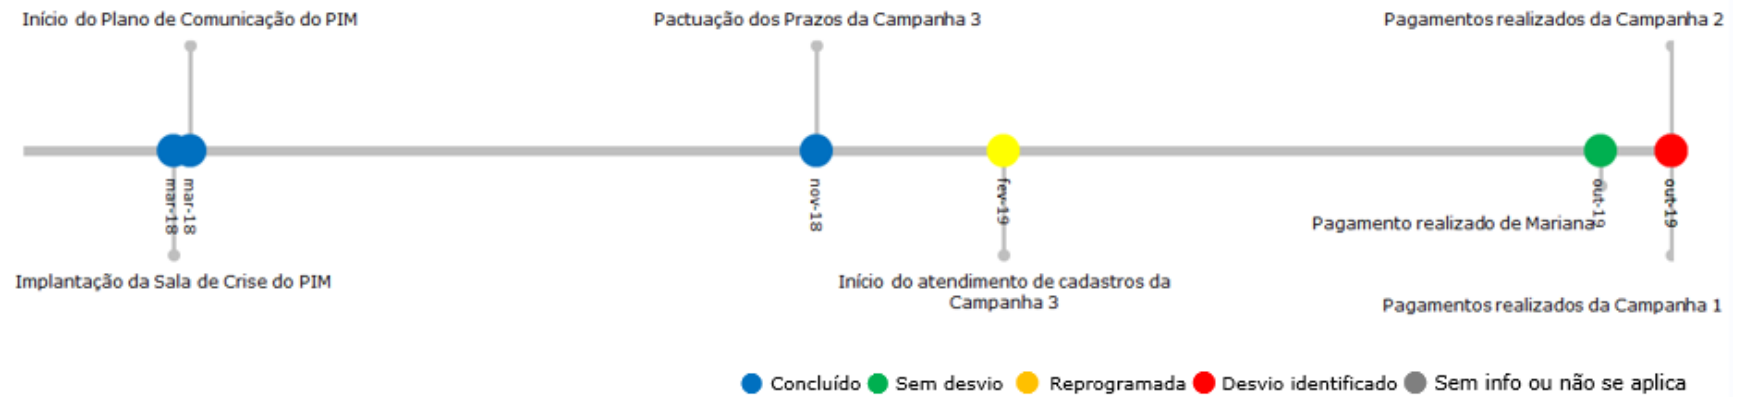 Início do Plano de Comunicação do PIM
Pactuação dos Prazos da Campanha 3
Pagamentos realizados da Campanha 2
mar-18
mar-18
nov-18
fev-19
out-19
out-19
Pagamento realizado de Mariana
Implantação da Sala de Crise do PIM
Início do atendimento de cadastros da
Campanha 3
Pagamentos realizados da Campanha 1
Concluído
Sem desvio
Reprogramada
Desvio identificado
Sem info ou não se aplica